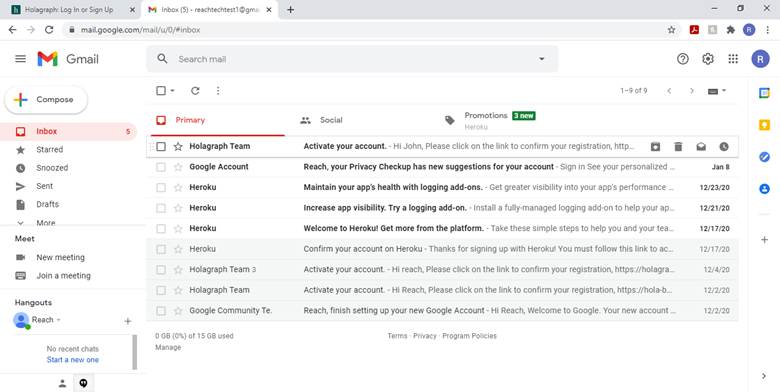 Holagraph: Log In or Sign Up
Inbox (5) - reachtechtest1@gma
mail.google.com/mail/u/0/#inbox
R
Gmail
Search mail
R
Compose
1–9 of 9
Inbox 5
Starred
Snoozed
Sent
Drafts
More
Meet
New meeting
Join a meeting
Hangouts
Reach
No recent chats
Start a new one
Primary
Social
Promotions 3 new
Heroku
Holagraph Team Activate your account. - Hi John, Please click on the link to confirm your registration, http...
Google Account Reach, your Privacy Checkup has new suggestions for your account - Sign in See your personalized ... Jan 8
Heroku Maintain your app's health with logging add-ons. - Get greater visibility into your app's performance ... 12/23/20
Heroku Increase app visibility. Try a logging add-on. - Install a fully-managed logging add-on to help your ap... 12/21/20
Heroku Welcome to Heroku! Get more from the platform. - Take these simple steps to help you and your tea... 12/17/20
Heroku Confirm your account on Heroku - Thanks for signing up with Heroku! You must follow this link to ac... 12/17/20
Holagraph Team 3 Activate your account. - Hi reach, Please click on the link to confirm your registration, https://holagra... 12/4/20
Holagraph Team Activate your account. - Hi Reach, Please click on the link to confirm your registration, https://hola-b... 12/2/20
Google Community Te. Reach, finish setting up your new Google Account - Hi Reach, Welcome to Google. Your new account ... 12/2/20
0 GB (0%) of 15 GB used
Manage
Terms · Privacy · Program Policies